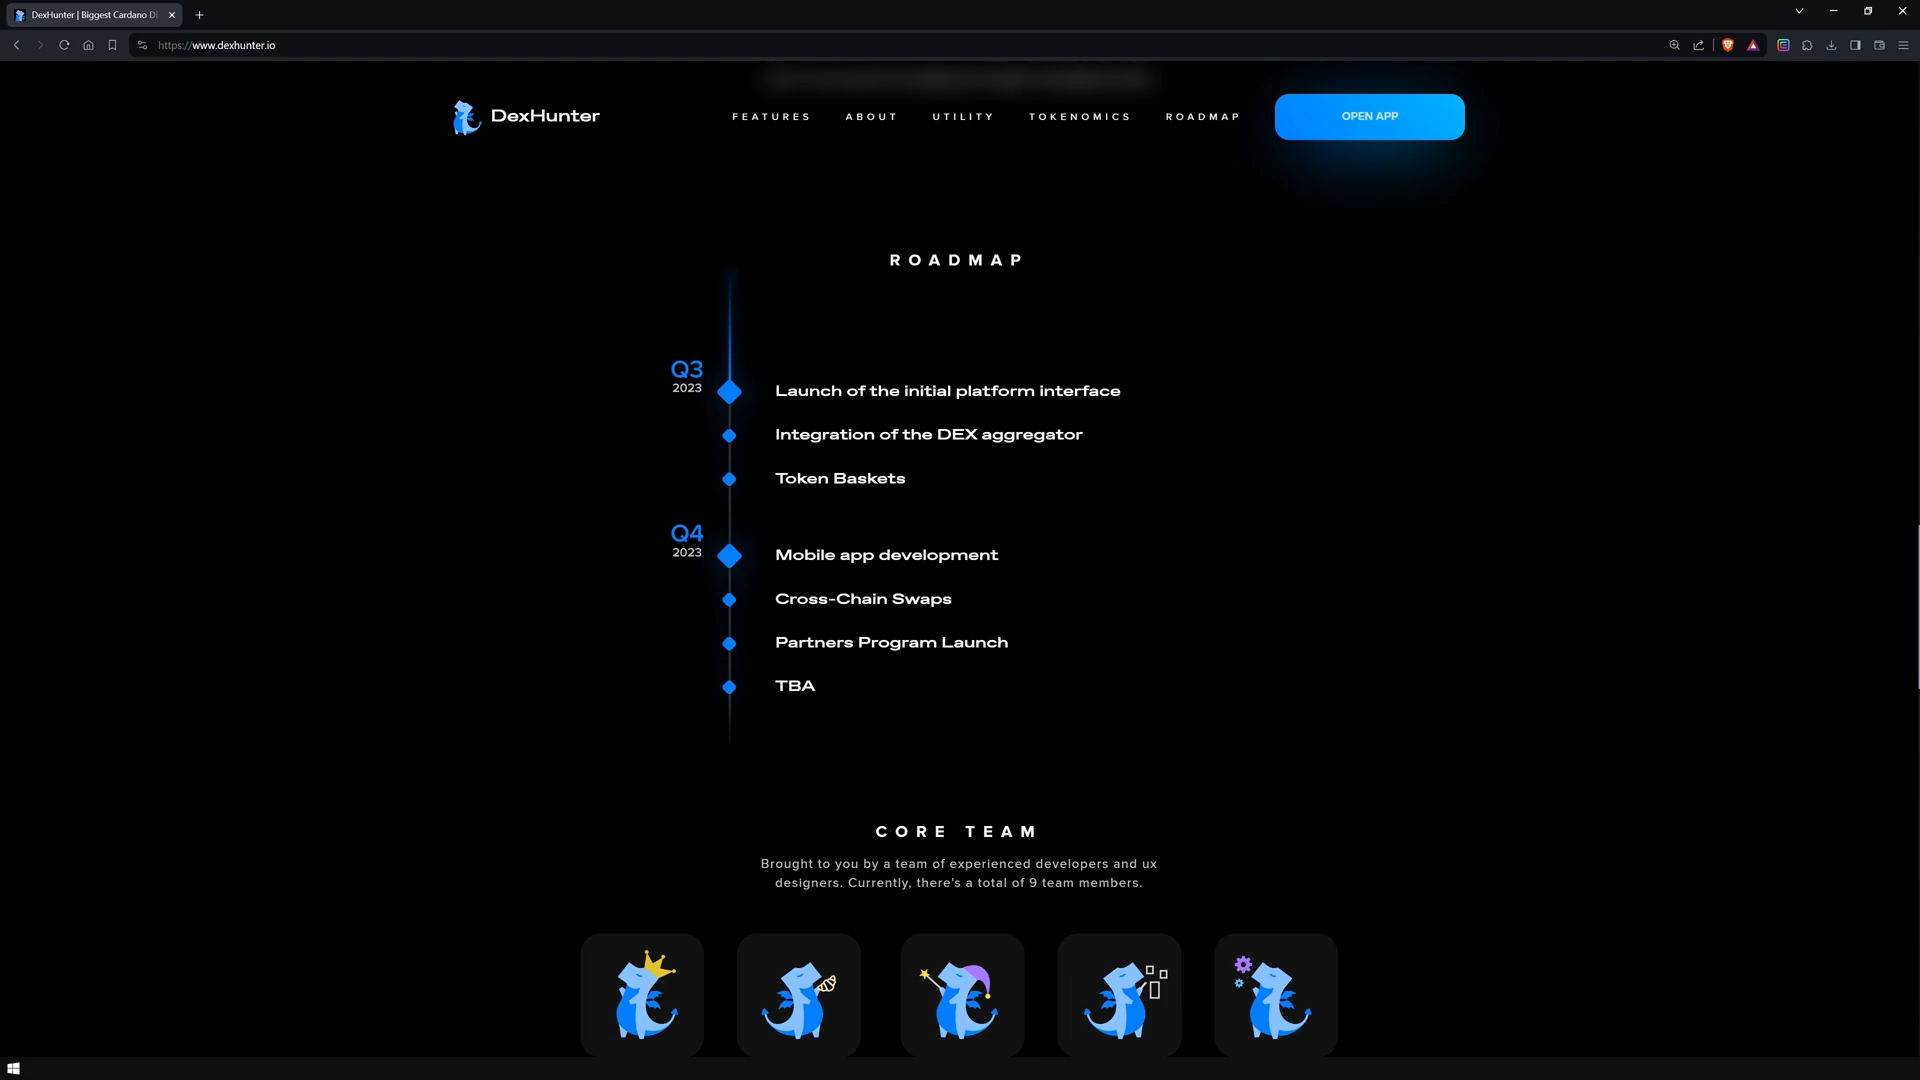 DexHunter | Biggest Cardano D
https://www.dexhunter.io
DexHunter
FEATURES
ABOUT
UTILITY
TOKENOMICS
ROADMAP
OPEN APP
ROADMAP
Q3
2023
Launch of the initial platform interface
Integration of the DEX aggregator
Token Baskets
Q4
2023
Mobile app development
Cross-Chain Swaps
Partners Program Launch
TBA
CORE TEAM
Brought to you by a team of experienced developers and ux
designers. Currently, there's a total of 9 team members.